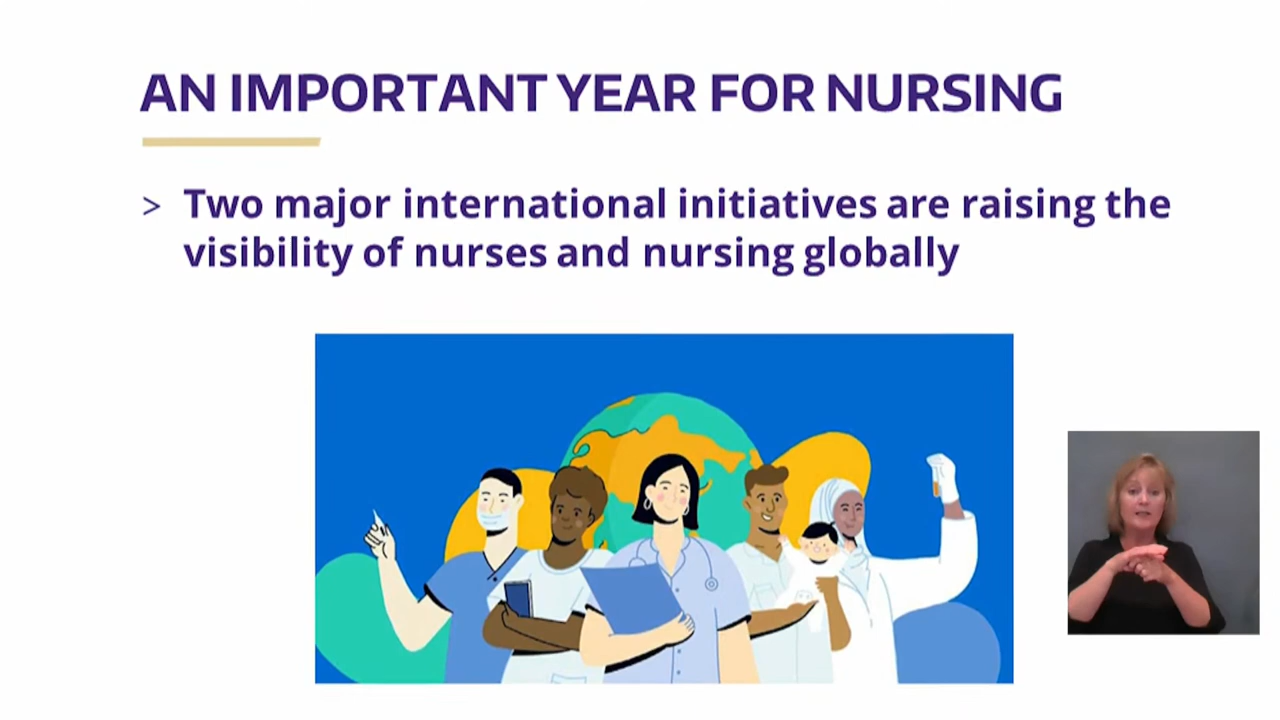 AN IMPORTANT YEAR FOR NURSING
> Two major international initiatives are raising the
visibility of nurses and nursing globally